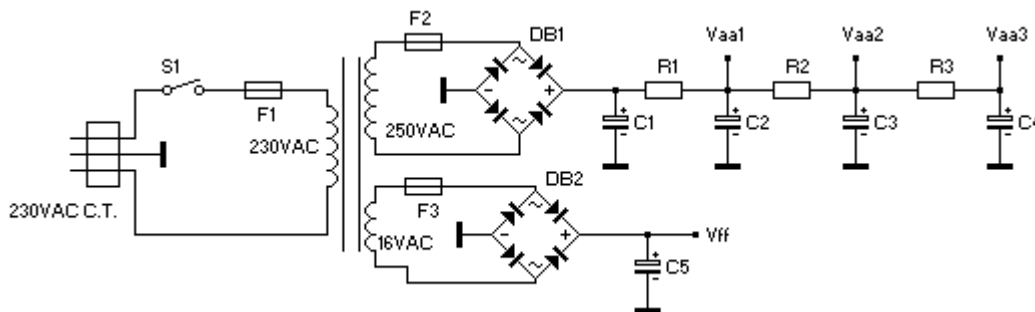 F2
DB1
Vaa1
Vaa2
Vaa3
S1
R1
R2
R3
~
-
+
~
F1
+
-
C1
+
-
C2
+
-
C3
+
-
C4
250VAC
230VAC
DB2
230VAC C.T.
F3
16VAC
~
-
+
~
Vff
+
-
C5